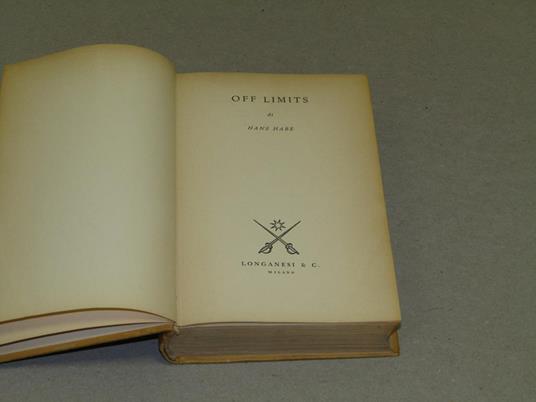 OFF LIMITS
di
HANS HABE
LONGANESI & C.
MILANO